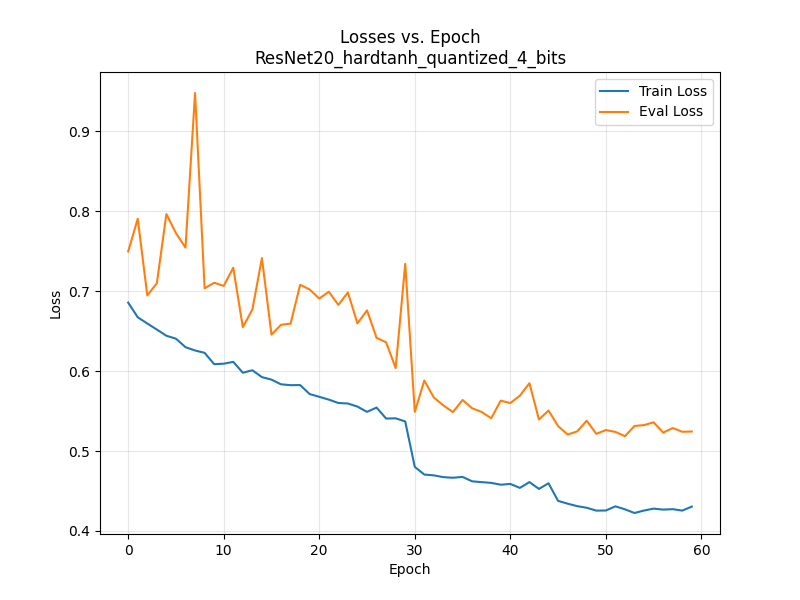 Losses vs. Epoch
ResNet20_hardtanh_quantized_4_bits
Train Loss
Eval Loss
0.9
0.8
0.7
0.6
0.5
0.4
Loss
0 10 20 30 40 50 60
Epoch